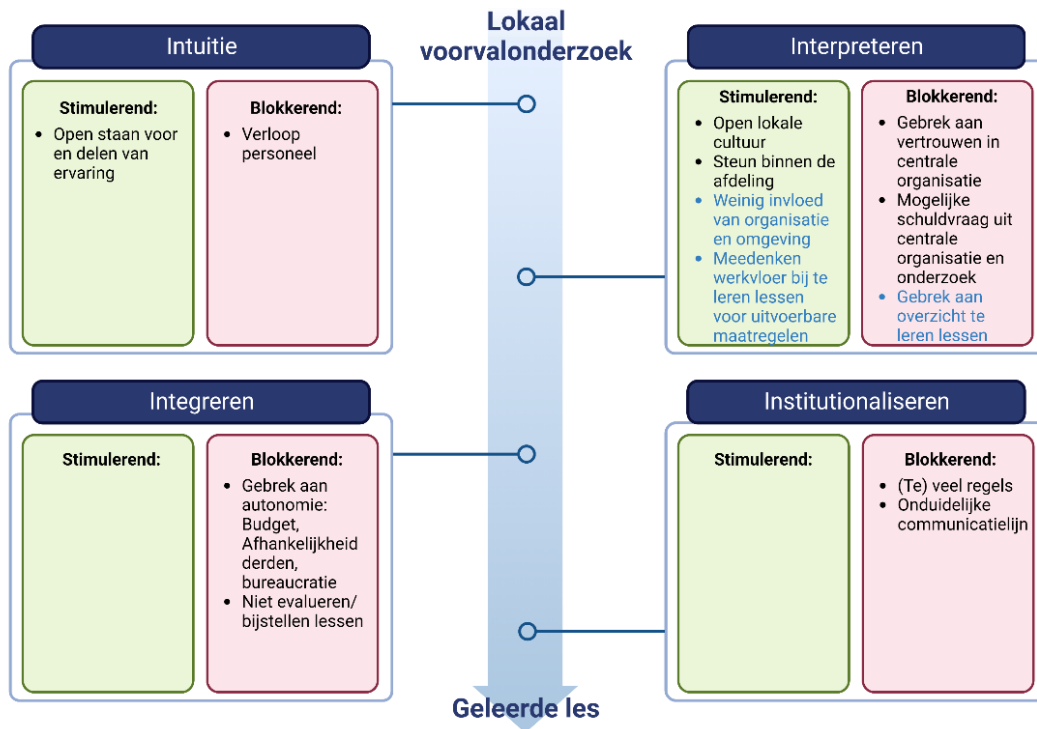 Lokaal
voorvalonderzoek
Intuitie
Stimulerend:
• Open staan voor
en delen van
ervaring
Blokkerend:
• Verloop
personeel
Interpreteren
Stimulerend:
• Open lokale
cultuur
• Steun binnen de
afdeling
• Weinig invloed
van organisatie
en omgeving
• Meedenken
werkvloer bij te
leren lessen
voor uitvoerbare
maatregelen
Blokkerend:
• Gebrek aan
vertrouwen in
centrale
organisatie
• Mogelijke
schuldvraag uit
centrale
organisatie en
onderzoek
• Gebrek aan
overzicht te
leren lessen
Integreren
Stimulerend:
Blokkerend:
• Gebrek aan
autonomie:
Budget,
Afhankelijkheid
derden,
bureaucratie
• Niet evalueren/
bijstellen lessen
Institutionaliseren
Stimulerend:
Blokkerend:
• (Te) veel regels
• Onduidelijke
communicatielijn
Geleerde les